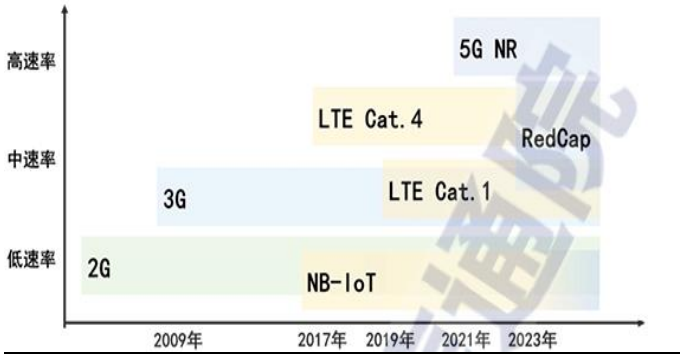 高速率
5G NR
LTE Cat.4
中速率
RedCap
3G
LTE Cat.1
低速率
2G
NB-IoT
2009年 2017年 2019年 2021年 2023年
通院